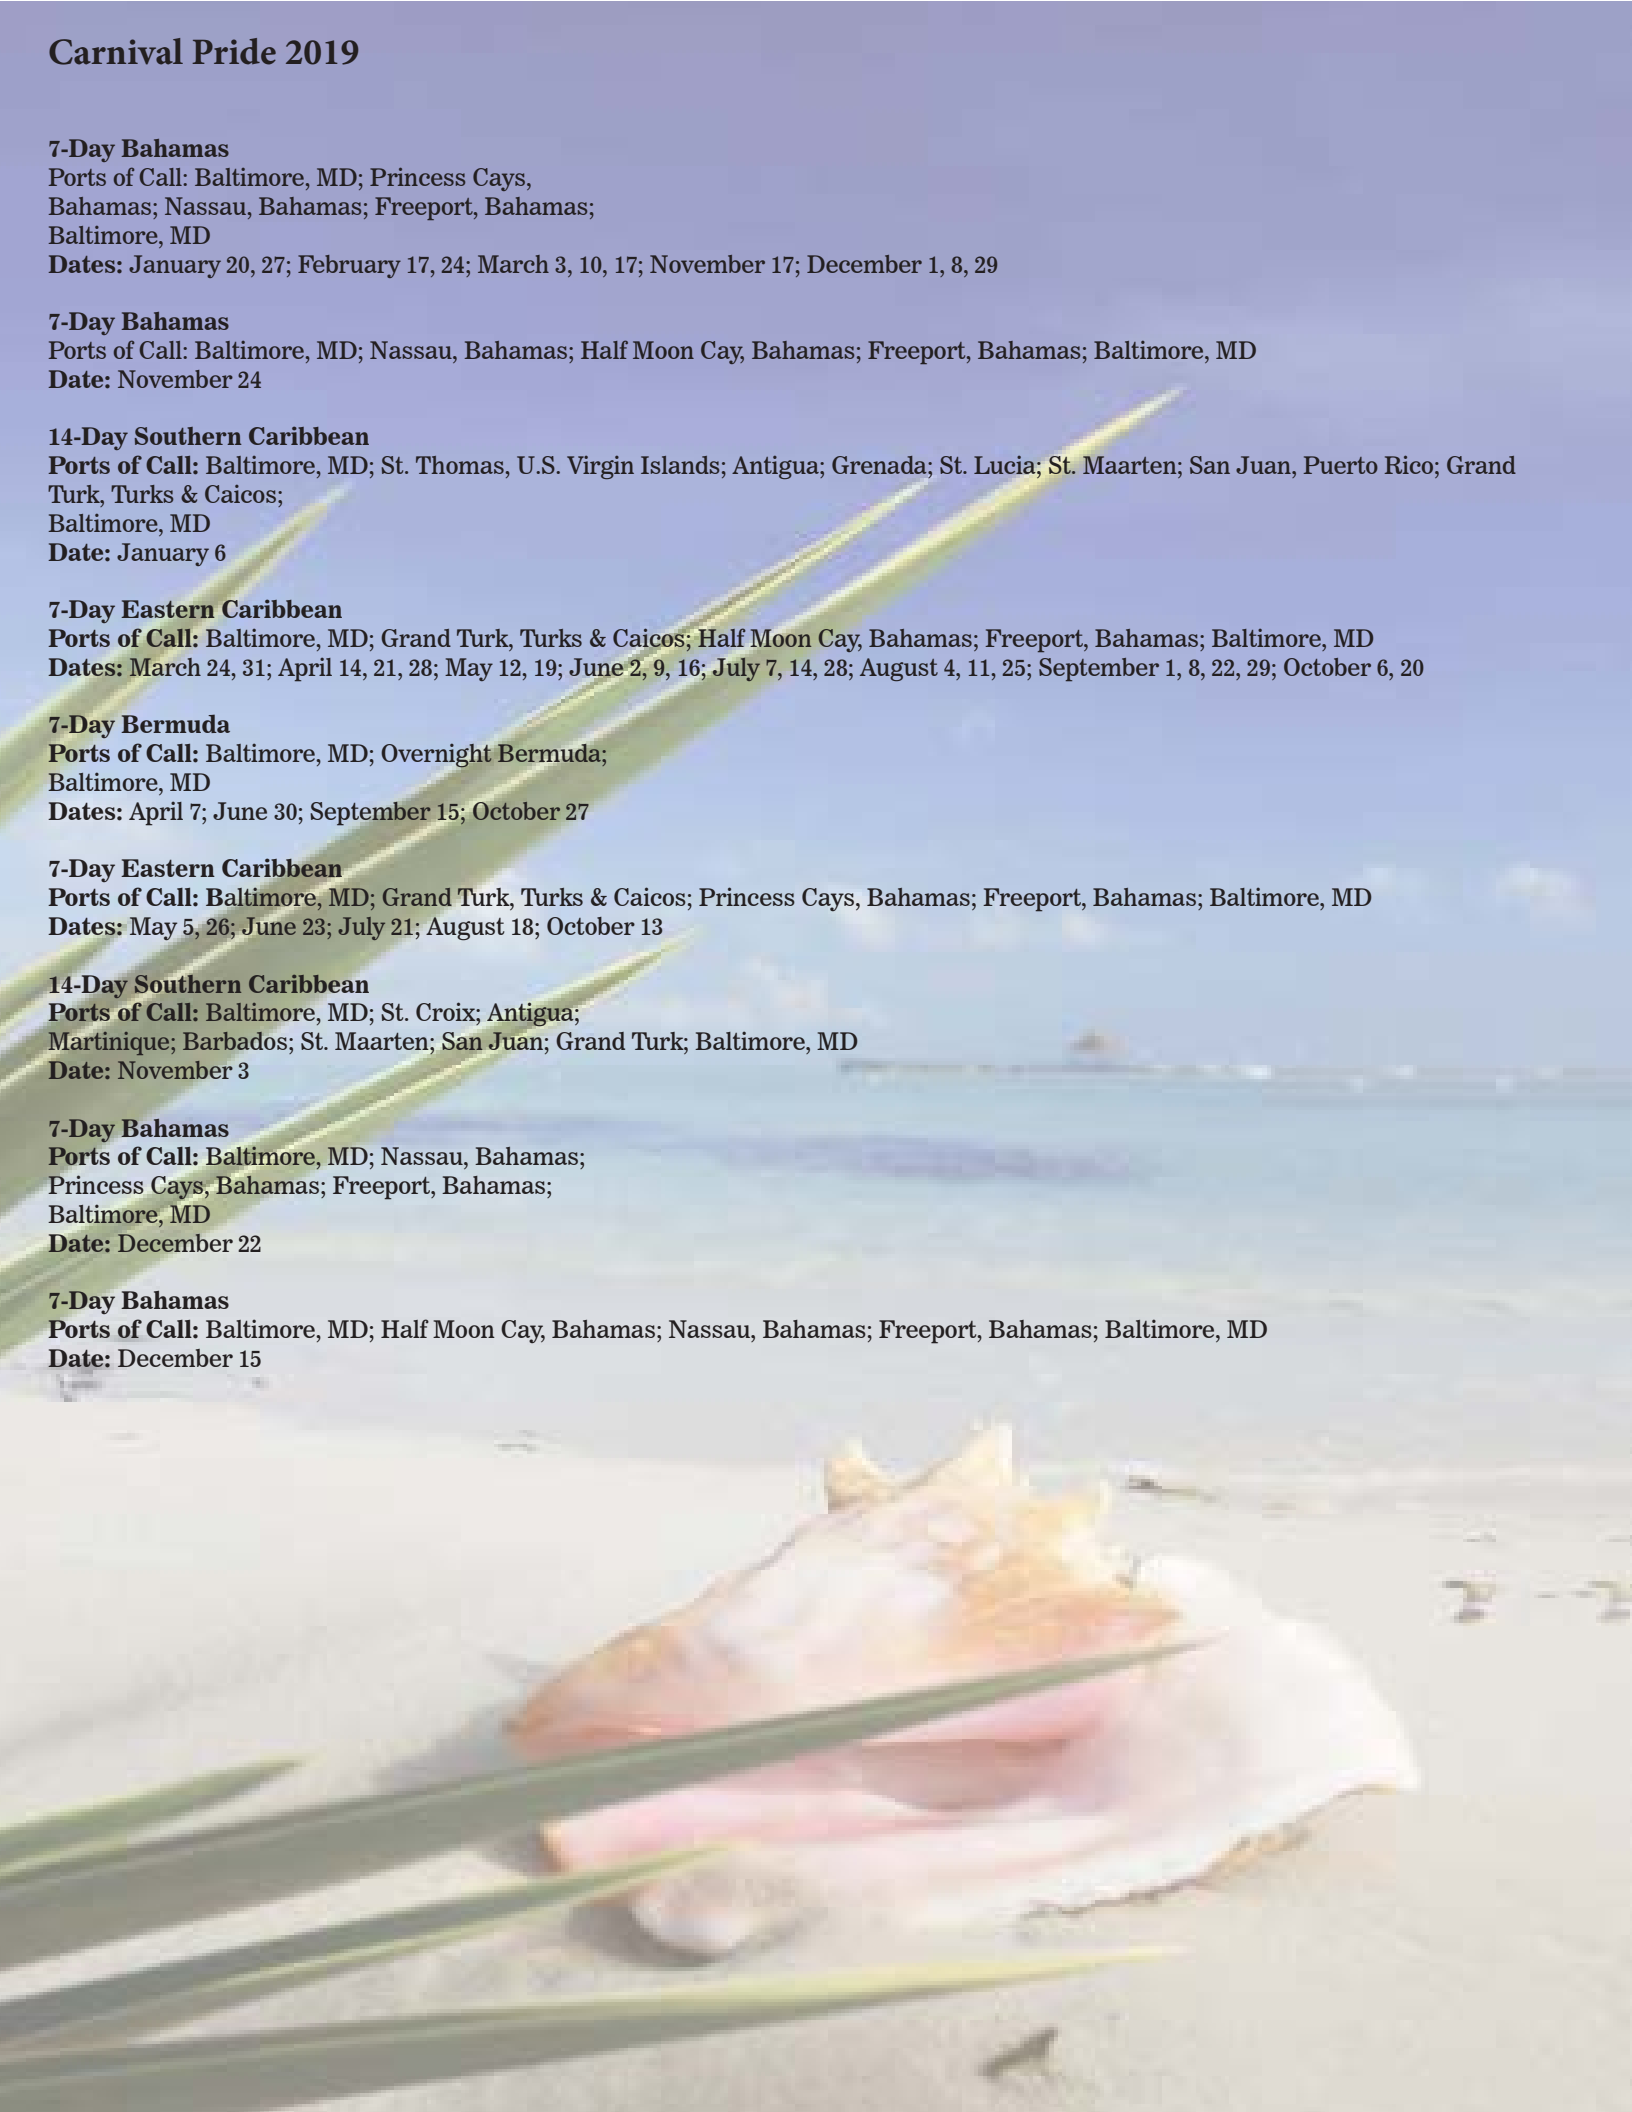 Carnival Pride 2019
7-Day Bahamas
Ports of Call: Baltimore, MD; Princess Cays,
Bahamas; Nassau, Bahamas; Freeport, Bahamas;
Baltimore, MD
Dates: January 20, 27; February 17, 24; March 3, 10, 17; November 17; December 1, 8, 29
7-Day Bahamas
Ports of Call: Baltimore, MD; Nassau, Bahamas; Half Moon Cay, Bahamas; Freeport, Bahamas; Baltimore, MD
Date: November 24
14-Day Southern Caribbean
Ports of Call: Baltimore, MD; St. Thomas, U.S. Virgin Islands; Antigua; Grenada; St. Lucia; St. Maarten; San Juan, Puerto Rico; Grand
Turk, Turks & Caicos;
Baltimore, MD
Date: January 6
7-Day Eastern Caribbean
Ports of Call: Baltimore, MD; Grand Turk, Turks & Caicos; Half Moon Cay, Bahamas; Freeport, Bahamas; Baltimore, MD
Dates: March 24, 31; April 14, 21, 28; May 12, 19; June 2, 9, 16; July 7, 14, 28; August 4, 11, 25; September 1, 8, 22, 29; October 6, 20
7-Day Bermuda
Ports of Call: Baltimore, MD; Overnight Bermuda;
Baltimore, MD
Dates: April 7; June 30; September 15; October 27
7-Day Eastern Caribbean
Ports of Call: Baltimore, MD; Grand Turk, Turks & Caicos; Princess Cays, Bahamas; Freeport, Bahamas; Baltimore, MD
Dates: May 5, 26; June 23; July 21; August 18; October 13
14-Day Southern Caribbean
Ports of Call: Baltimore, MD; St. Croix; Antigua;
Martinique; Barbados; St. Maarten; San Juan; Grand Turk; Baltimore, MD
Date: November 3
7-Day Bahamas
Ports of Call: Baltimore, MD; Nassau, Bahamas;
Princess Cays, Bahamas; Freeport, Bahamas;
Baltimore, MD
Date: December 22
7-Day Bahamas
Ports of Call: Baltimore, MD; Half Moon Cay, Bahamas; Nassau, Bahamas; Freeport, Bahamas; Baltimore, MD
Date: December 15